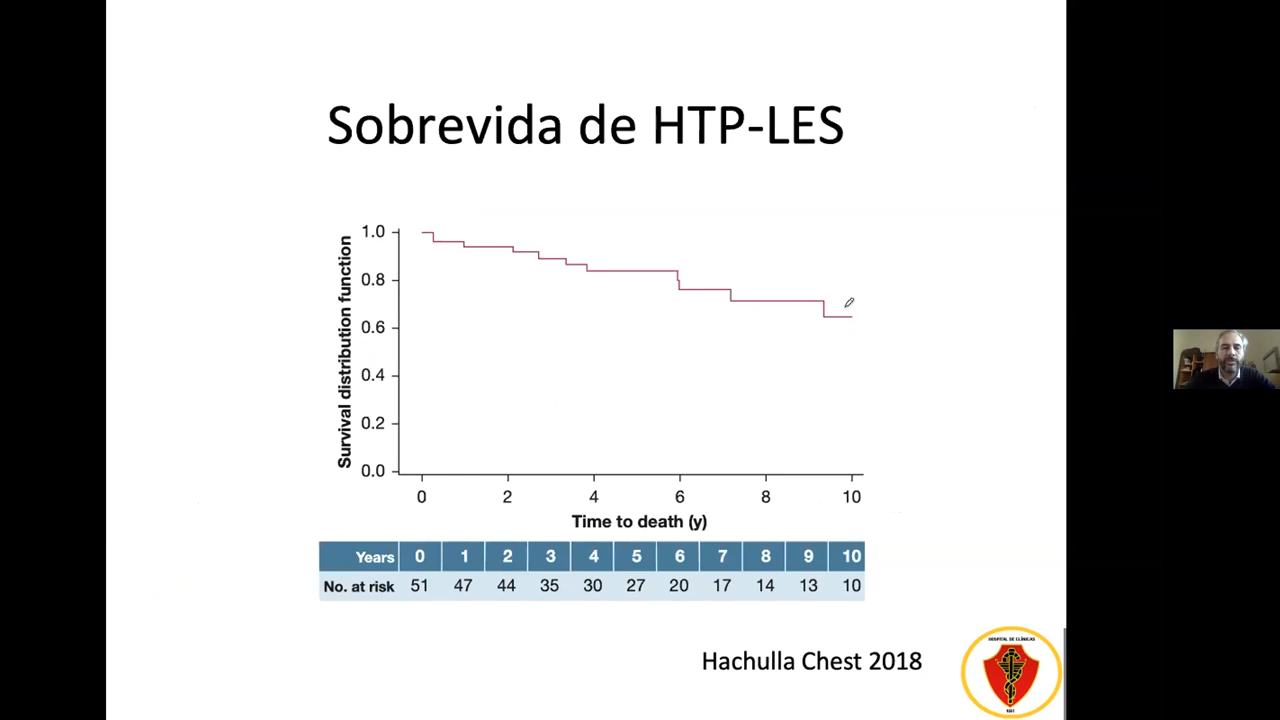 Sobrevida de HTP-LES
Survival distribution function
1.0
0.8
0.6
0.4
0.2
0.0
0 2 4 6 8 10
Time to death (y)
Years 0 1 2 3 4 5 6 7 8 9 10
No. at risk 51 47 44 35 30 27 20 17 14 13 10
Hachulla Chest 2018
HOSPITAL DE CLÍNICAS